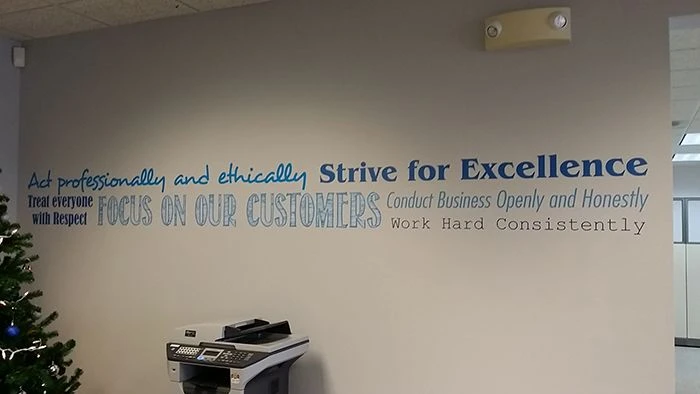 Act professionally and ethically Strive for Excellence
Treat everyone
with Respect
FOCUS ON OUR CUSTOMERS
Conduct Business Openly and Honestly
Work Hard Consistently